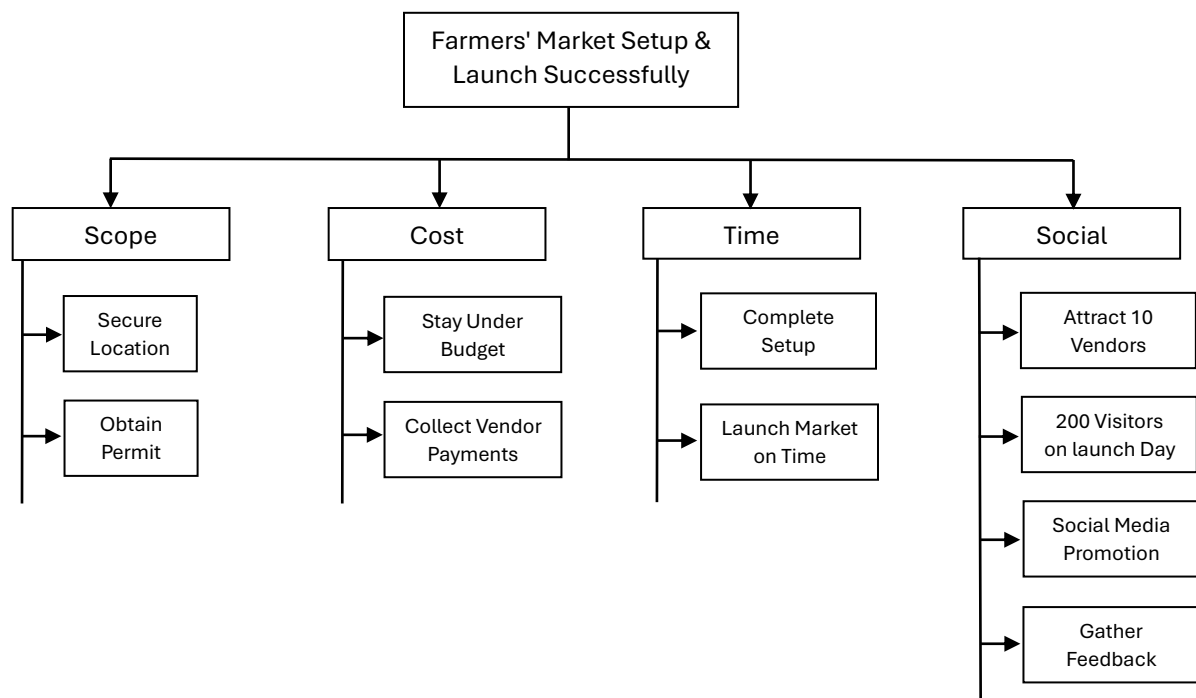 Farmers' Market Setup &
Launch Successfully
Scope
Cost
Time
Social
Secure
Location
Obtain
Permit
Stay Under
Budget
Collect Vendor
Payments
Complete
Setup
Launch Market
on Time
Attract 10
Vendors
200 Visitors
on launch Day
Social Media
Promotion
Gather
Feedback